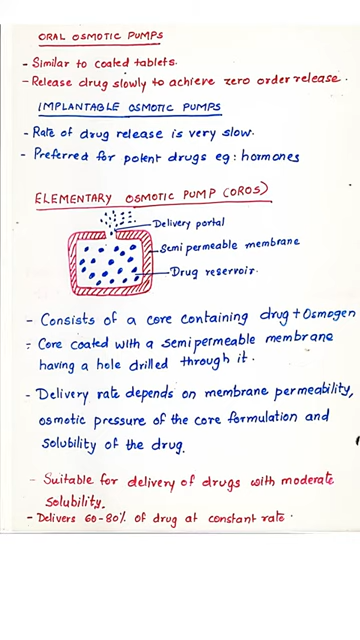 ORAL OSMOTIC PUMPS
- Similar to coated tablets.
- Release drug slowly to achieve zero order release.
IMPLANTABLE OSMOTIC PUMPS
- Rate of drug release is very slow.
- Preferred for potent drugs eg: hormones
ELEMENTARY OSMOTIC PUMP (OROS)
Delivery portal
Semipermeable membrane
Drug reservoir.
- Consists of a core containing drug + Osmogen
- Core coated with a semipermeable membrane
having a hole drilled through it.
- Delivery rate depends on membrane permeability,
osmotic pressure of the core formulation and
solubility of the drug.
- Suitable for delivery of drugs with moderate
solubility.
- Delivers 60-80% of drug at constant rate.